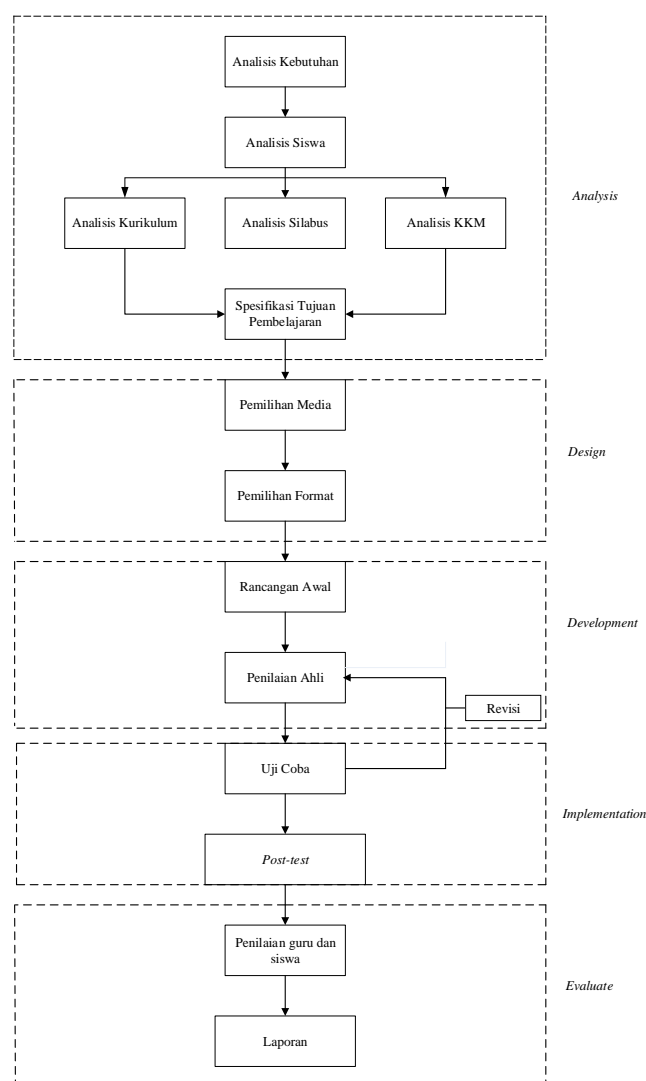 Analisis Kebutuhan
Analisis Siswa
Analisis Kurikulum
Analisis Silabus
Analisis KKM
Analysis
Spesifikasi Tujuan
Pembelajaran
Pemilihan Media
Design
Pemilihan Format
Rancangan Awal
Development
Penilaian Ahli
Revisi
Uji Coba
Implementation
Post-test
Penilaian guru dan
siswa
Evaluate
Laporan